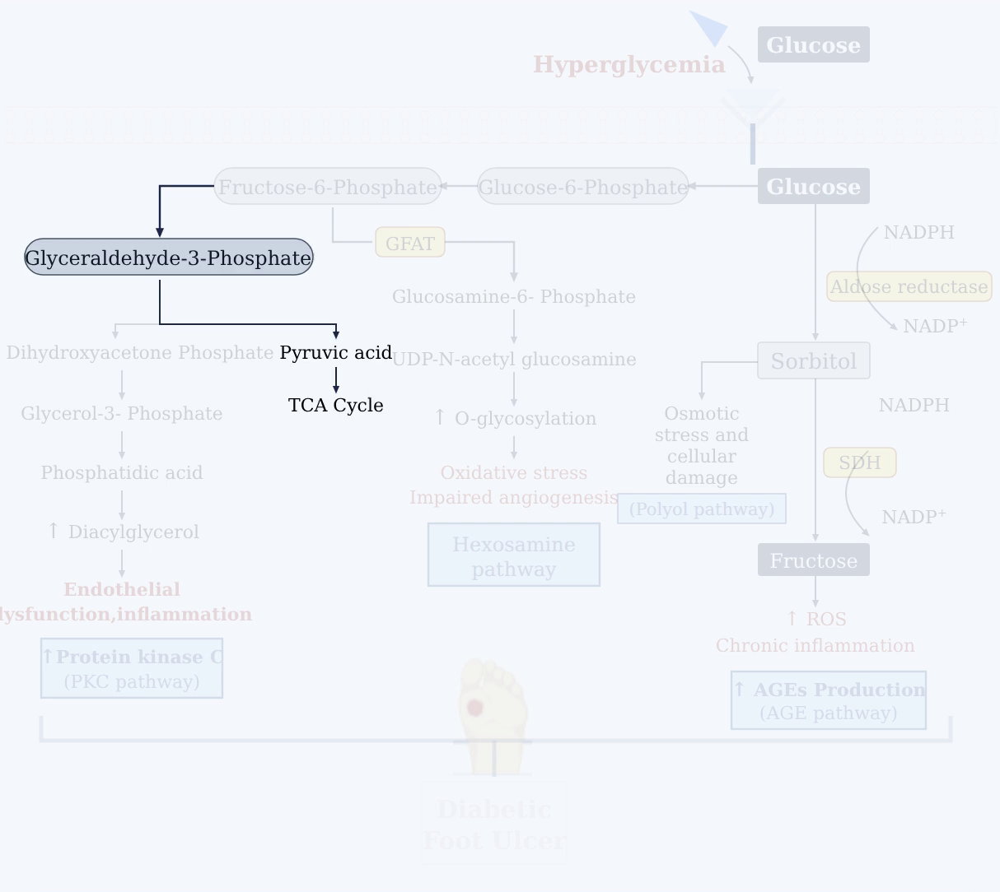 Glucose
Hyperglycemia
Fructose-6-Phosphate
Glucose-6-Phosphate
Glucose
NADPH
GFAT
Glyceraldehyde-3-Phosphate
Aldose reductase
Glucosamine-6- Phosphate
NADP⁺
Dihydroxyacetone Phosphate
Pyruvic acid
UDP-N-acetyl glucosamine
Sorbitol
TCA Cycle
NADPH
Glycerol-3- Phosphate
↑ O-glycosylation
Osmotic
stress and
cellular
damage
SDH
Phosphatidic acid
Oxidative stress
Impaired angiogenesis
(Polyol pathway)
NADP⁺
↑ Diacylglycerol
Hexosamine
pathway
Fructose
Endothelial
dysfunction,inflammation
↑ ROS
Chronic inflammation
↑Protein kinase C
(PKC pathway)
↑ AGEs Production
(AGE pathway)
Diabetic
Foot Ulcer